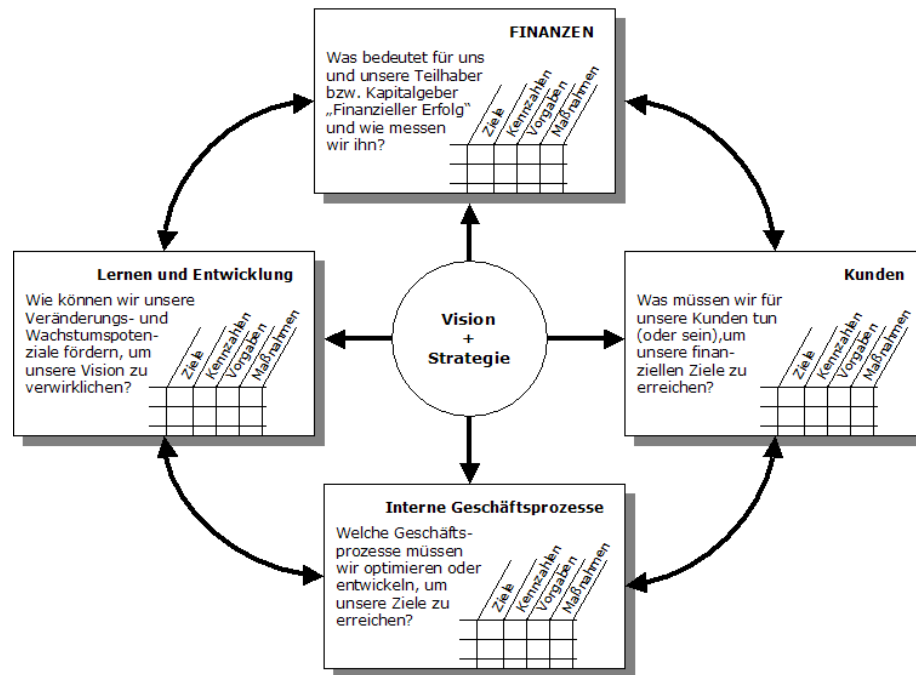 FINANZEN
Was bedeutet für uns
und unsere Teilhaber
bzw. Kapitalgeber
„Finanzieller Erfolg“
und wie messen
wir ihn?
Ziele
Kennzahlen
Vorgaben
Maßnahmen
Lernen und Entwicklung
Wie können wir unsere
Veränderungs- und
Wachstumspoten-
ziale fördern, um
unsere Vision zu
verwirklichen?
Ziele
Kennzahlen
Vorgaben
Maßnahmen
Vision
+
Strategie
Kunden
Was müssen wir für
unsere Kunden tun
(oder sein),um
unsere finan-
ziellen Ziele zu
erreichen?
Ziele
Kennzahlen
Vorgaben
Maßnahmen
Interne Geschäftsprozesse
Welche Geschäfts-
prozesse müssen
wir optimieren oder
entwickeln, um
unsere Ziele zu
erreichen?
Ziele
Kennzahlen
Vorgaben
Maßnahmen